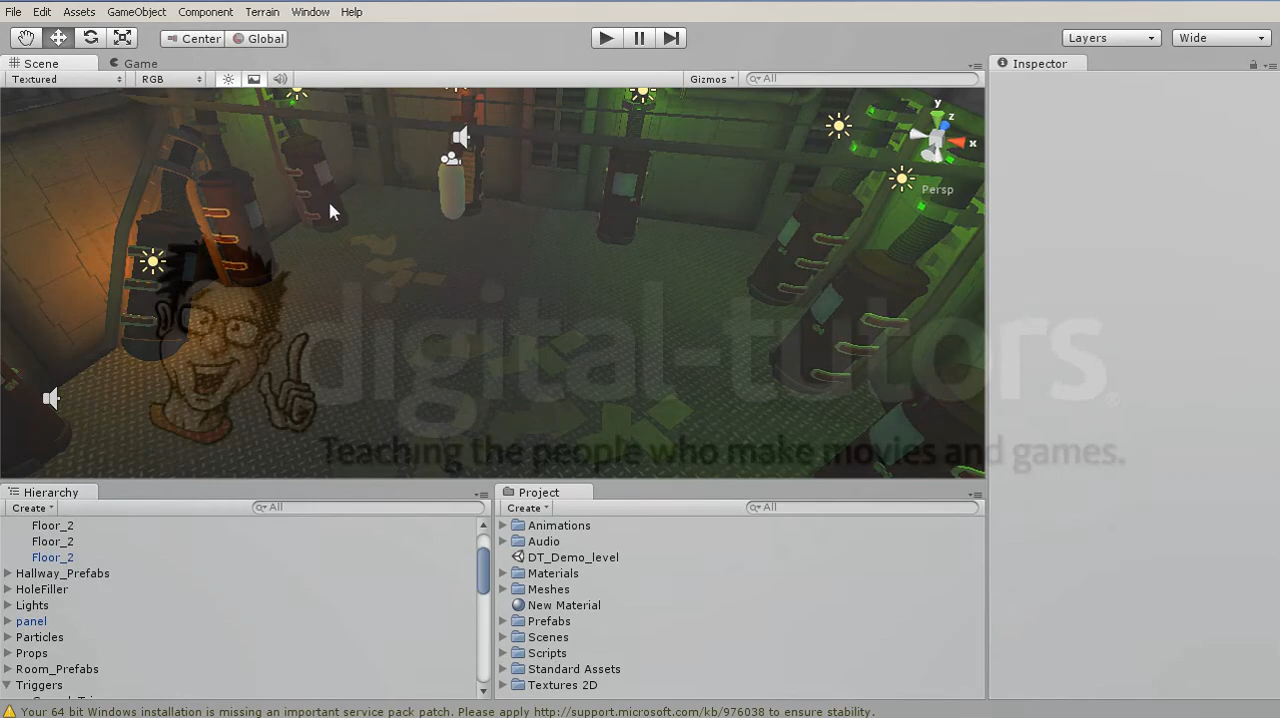 File Edit Assets GameObject Component Terrain Window Help
Center Global Layers Wide
Scene Game Inspector
Textured RGB Gizmos All
y
z
x
Persp
digital-tutors
Teaching the people who make movies and games.
Hierarchy Project
Create All Create All
Floor_2 Animations
Floor_2 Audio
Floor_2 DT_Demo_level
Hallway_Prefabs Materials
HoleFiller Meshes
Lights New Material
panel Prefabs
Particles Scenes
Props Scripts
Room_Prefabs Standard Assets
Triggers Textures 2D
Your 64 bit Windows installation is missing an important service pack patch. Please apply http://support.microsoft.com/kb/976038 to ensure stability.